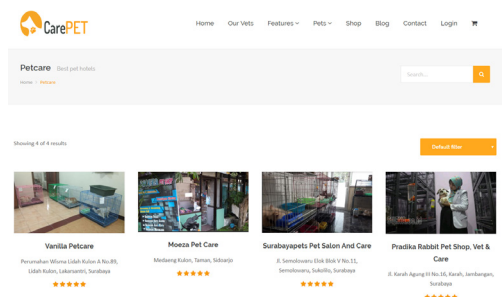 CarePET
Home Our Vets Features Pets Shop Blog Contact Login
Petcare Best pet hotels
Home / Petcare
Search...
Showing 4 of 4 results
Default filter
Vanilla Petcare
Perumahan Wisma Lidah Kulon A No.89,
Lidah Kulon, Lakarsantri, Surabaya
Moeza Pet Care
Medaeng Kulon, Taman, Sidoarjo
Surabayapets Pet Salon And Care
Jl. Semolowaru Elok Blok V No.11,
Semolowaru, Sukolilo, Surabaya
Pradika Rabbit Pet Shop, Vet &
Care
Jl. Karah Agung III No.16, Karah, Jambangan,
Surabaya